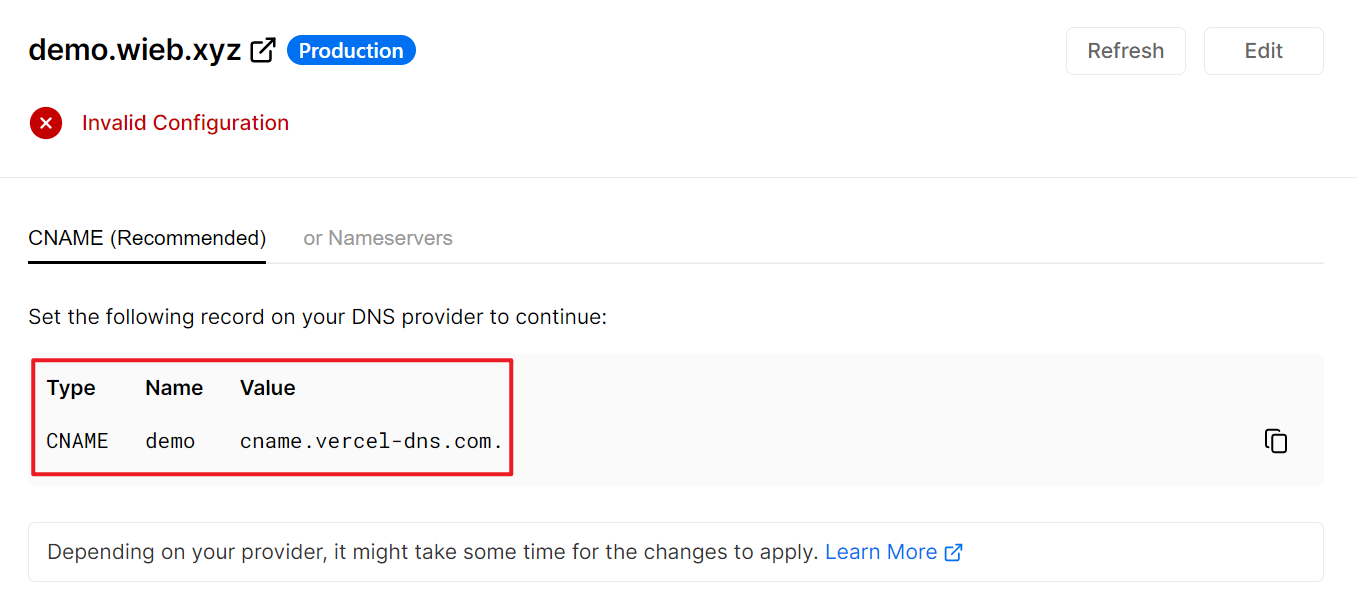 demo.wieb.xyz Production Refresh Edit
Invalid Configuration
CNAME (Recommended) or Nameservers
Set the following record on your DNS provider to continue:
Type Name Value
CNAME demo cname.vercel-dns.com.
Depending on your provider, it might take some time for the changes to apply. Learn More